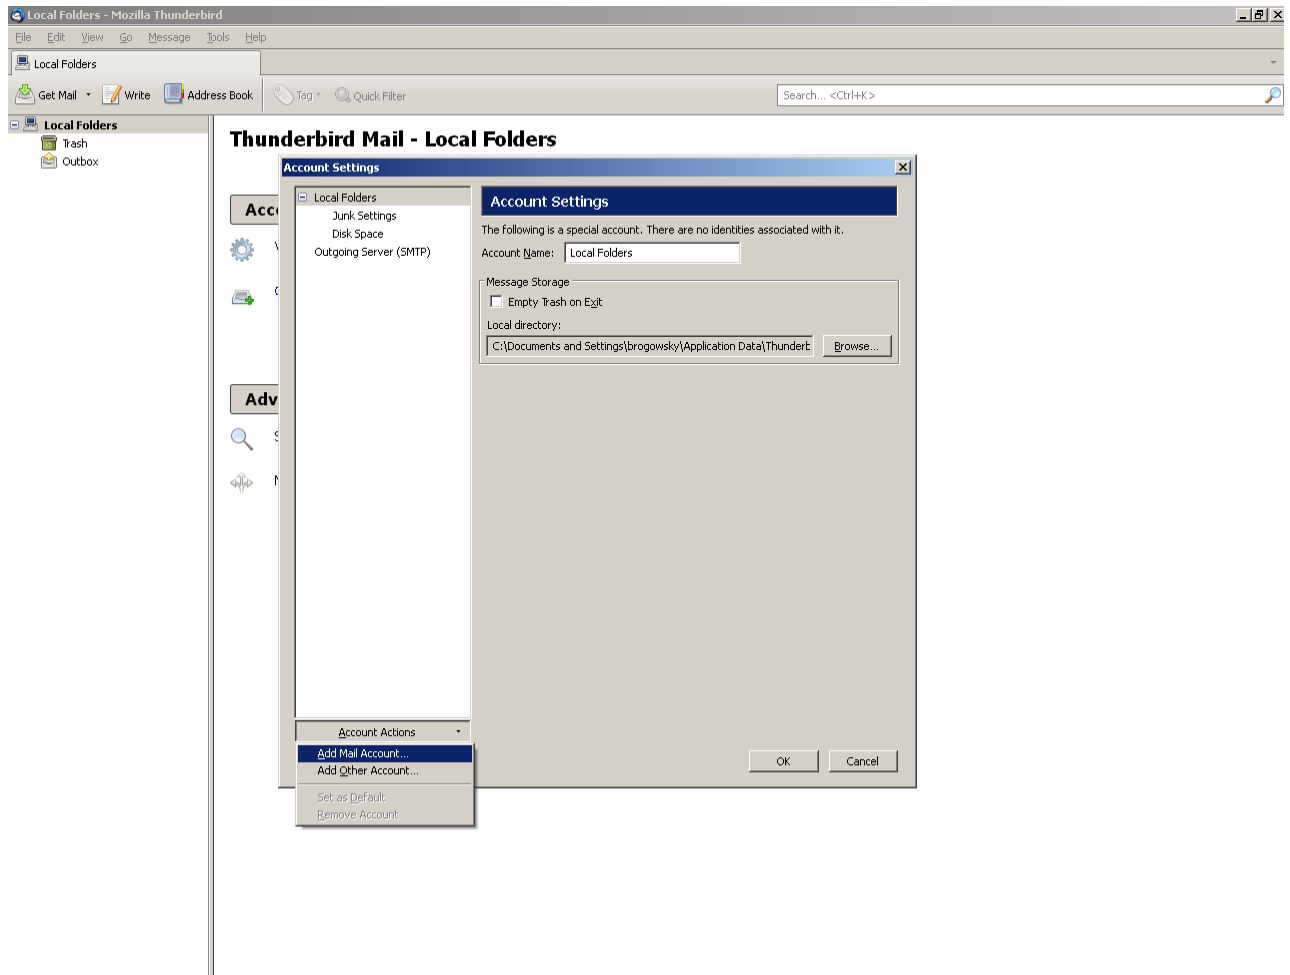 Local Folders - Mozilla Thunderbird
File Edit View Go Message Tools Help
Local Folders
Get Mail Write Address Book Tag Quick Filter Search... <Ctrl+K>
Local Folders
Trash
Outbox
Thunderbird Mail - Local Folders
Account Settings
Local Folders
Junk Settings
Disk Space
Outgoing Server (SMTP)
Account Settings
The following is a special account. There are no identities associated with it.
Account Name: Local Folders
Message Storage
Empty Trash on Exit
Local directory:
C:\Documents and Settings\brogowsky\Application Data\Thunderb Browse...
Adv
Account Actions
Add Mail Account...
Add Other Account...
Set as Default
Remove Account
OK Cancel